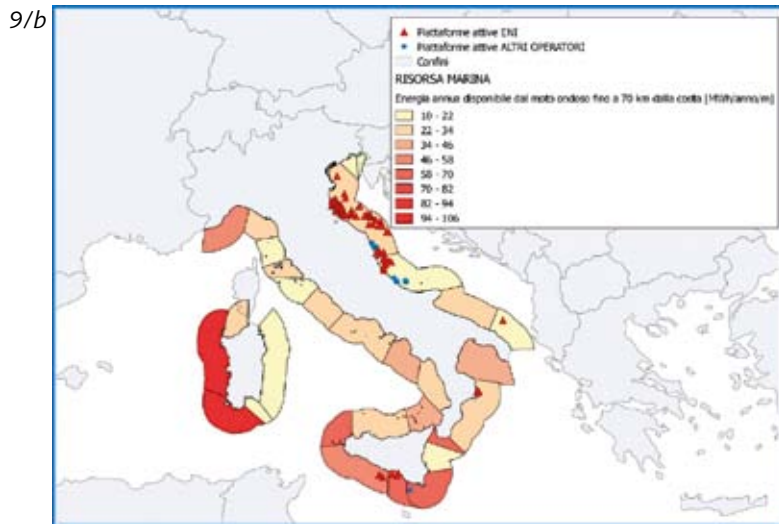 9/b
Piattaforme attive ENI
Piattaforme attive ALTRI OPERATORI
Confini
RISORSA MARINA
Energia annua disponibile dal moto ondoso fino a 70 km dalla costa [MWh/anno/m]
10 - 22
22 - 34
34 - 46
46 - 58
58 - 70
70 - 82
82 - 94
94 - 106